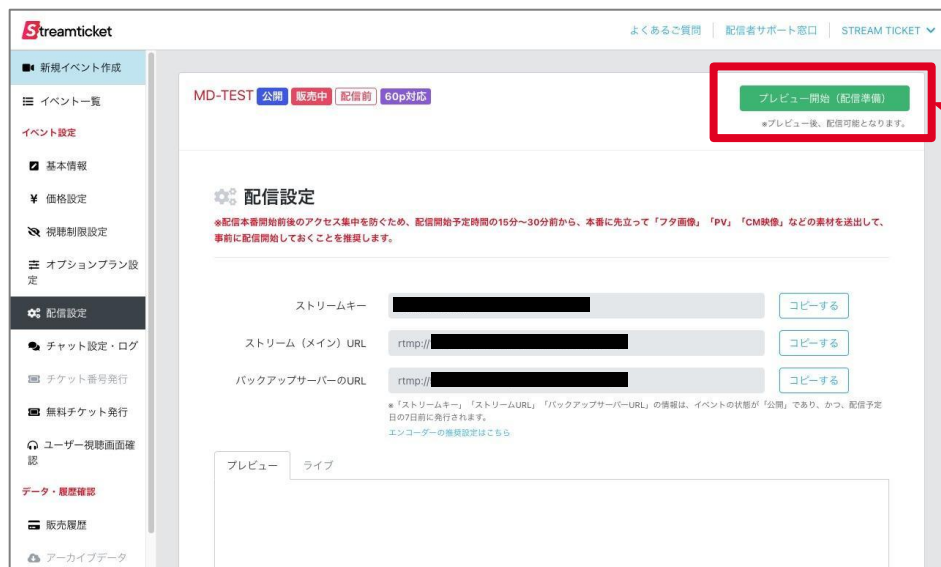 Streamticket
よくあるご質問
配信者サポート窓口
STREAM TICKET
新規イベント作成
イベント一覧
イベント設定
基本情報
¥ 価格設定
視聴制限設定
オプションプラン設
定
配信設定
チャット設定・ログ
チケット番号発行
無料チケット発行
ユーザー視聴画面確
認
データ・履歴確認
販売履歴
アーカイブデータ
MD-TEST 公開 販売中 配信前 60p対応
プレビュー開始（配信準備）
※プレビュー後、配信可能となります。
配信設定
※配信本番開始前後のアクセス集中を防ぐため、配信開始予定時間の15分〜30分前から、本番に先立って「フタ画像」「PV」「CM映像」などの素材を送出して、
事前に配信開始しておくことを推奨します。
ストリームキー
コピーする
ストリーム（メイン）URL
rtmp://
コピーする
バックアップサーバーのURL
rtmp://
コピーする
※「ストリームキー」「ストリームURL」「バックアップサーバーURL」の情報は、イベントの状態が「公開」であり、かつ、配信予定
日の7日前に発行されます。
エンコーダーの推奨設定はこちら
プレビュー
ライブ